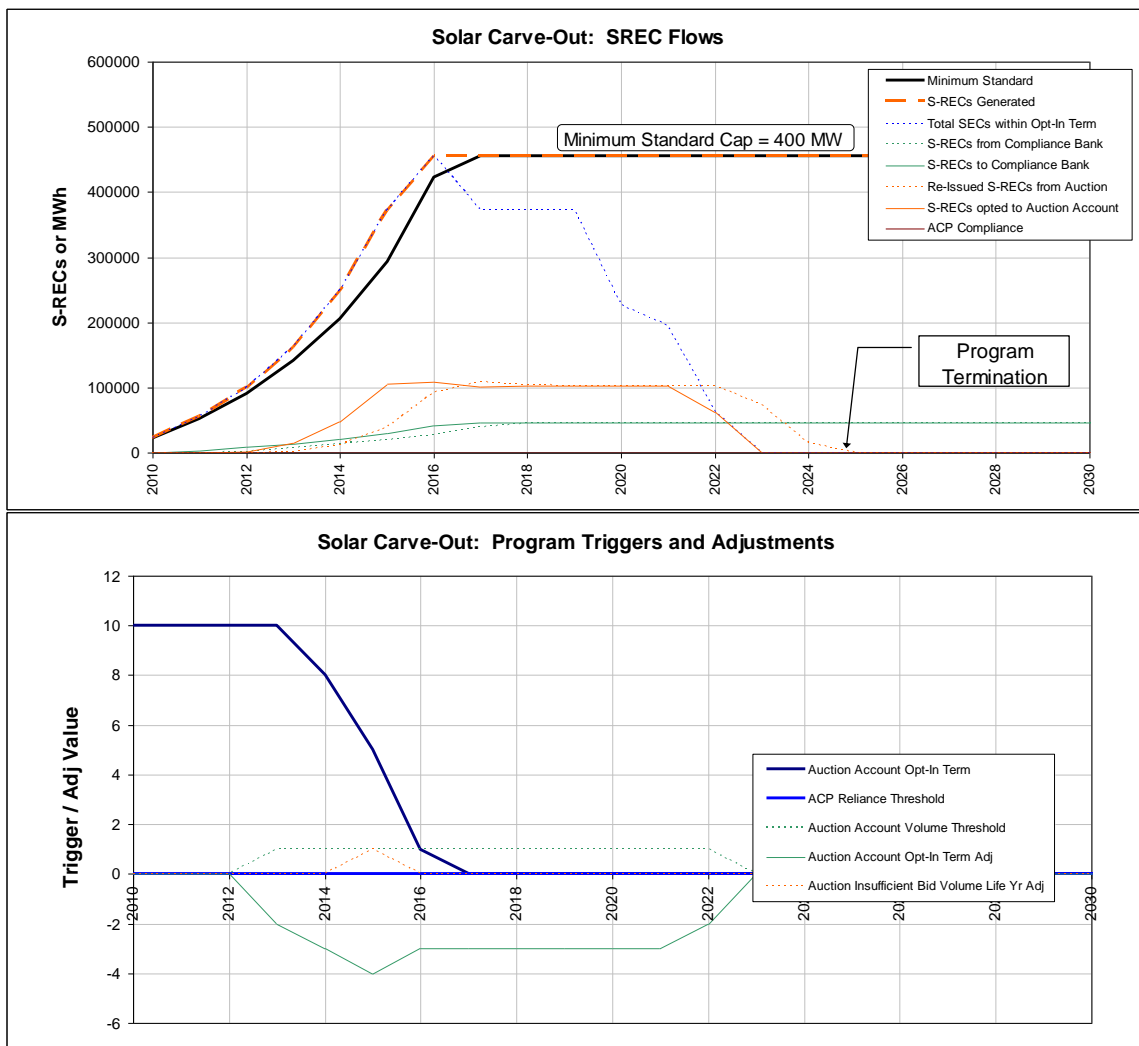 Solar Carve-Out: SREC Flows
600000
500000
400000
300000
200000
100000
0
S-RECs or MWh
2010
2012
2014
2016
2018
2020
2022
2024
2026
2028
2030
Minimum Standard Cap = 400 MW
Minimum Standard
S-RECs Generated
Total SECs within Opt-In Term
S-RECs from Compliance Bank
S-RECs to Compliance Bank
Re-Issued S-RECs from Auction
S-RECs opted to Auction Account
ACP Compliance
Program
Termination
Solar Carve-Out: Program Triggers and Adjustments
12
10
8
6
4
2
0
-2
-4
-6
Trigger / Adj Value
2010
2012
2014
2016
2018
2020
2022
2030
Auction Account Opt-In Term
ACP Reliance Threshold
Auction Account Volume Threshold
Auction Account Opt-In Term Adj
Auction Insufficient Bid Volume Life Yr Adj